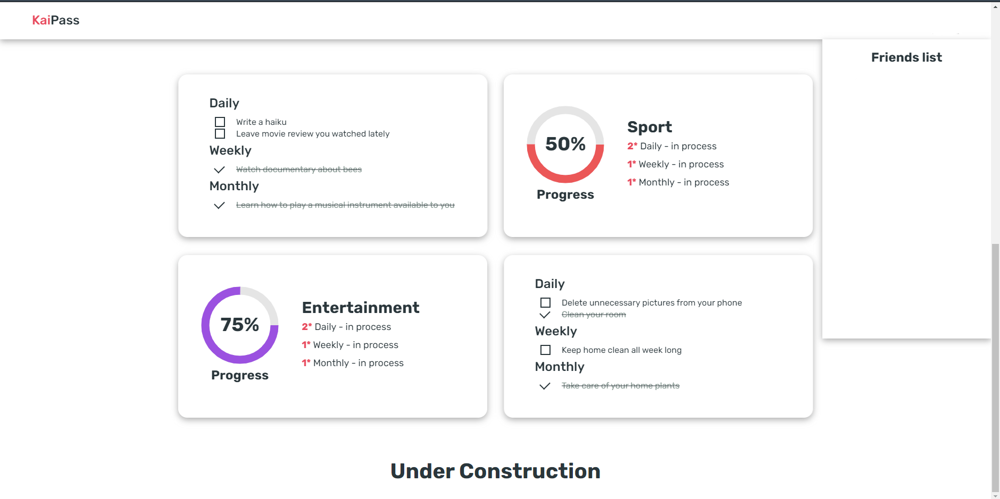 KaiPass
Friends list
Daily
Write a haiku
Leave movie review you watched lately
Weekly
Watch documentary about bees
Monthly
Learn how to play a musical instrument available to you
50%
Progress
Sport
2* Daily - in process
1* Weekly - in process
1* Monthly - in process
75%
Progress
Entertainment
2* Daily - in process
1* Weekly - in process
1* Monthly - in process
Daily
Delete unnecessary pictures from your phone
Clean your room
Weekly
Keep home clean all week long
Monthly
Take care of your home plants
Under Construction